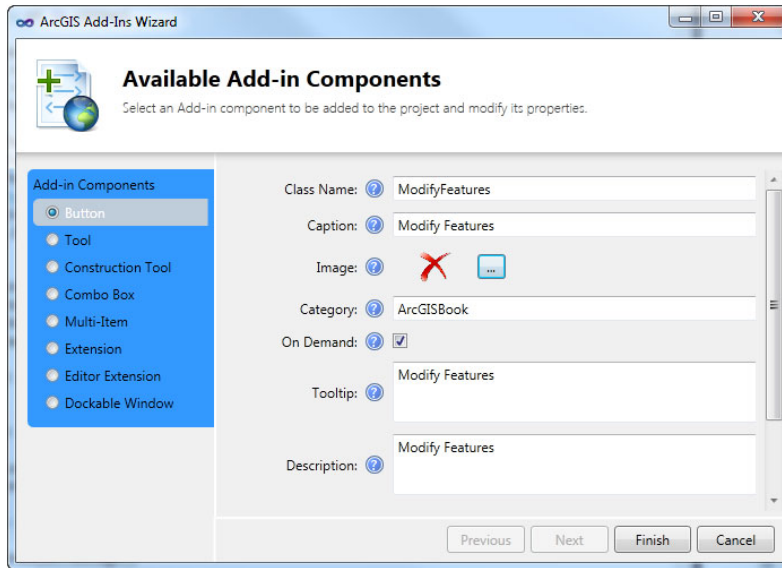 ArcGIS Add-Ins Wizard
Available Add-in Components
Select an Add-in component to be added to the project and modify its properties.
Add-in Components
Button
Tool
Construction Tool
Combo Box
Multi-Item
Extension
Editor Extension
Dockable Window
Class Name: ModifyFeatures
Caption: Modify Features
Image: ...
Category: ArcGISBook
On Demand:
Tooltip: Modify Features
Description: Modify Features
Previous Next Finish Cancel